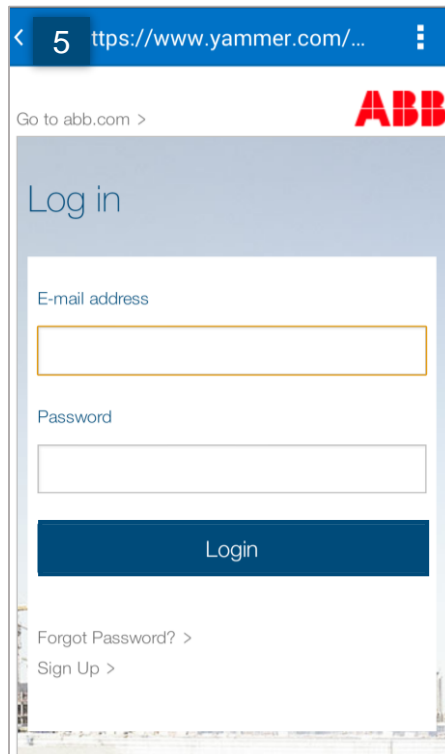 5 ttps://www.yammer.com/...
Go to abb.com >
ABB
Log in
E-mail address
Password
Login
Forgot Password? >
Sign Up >